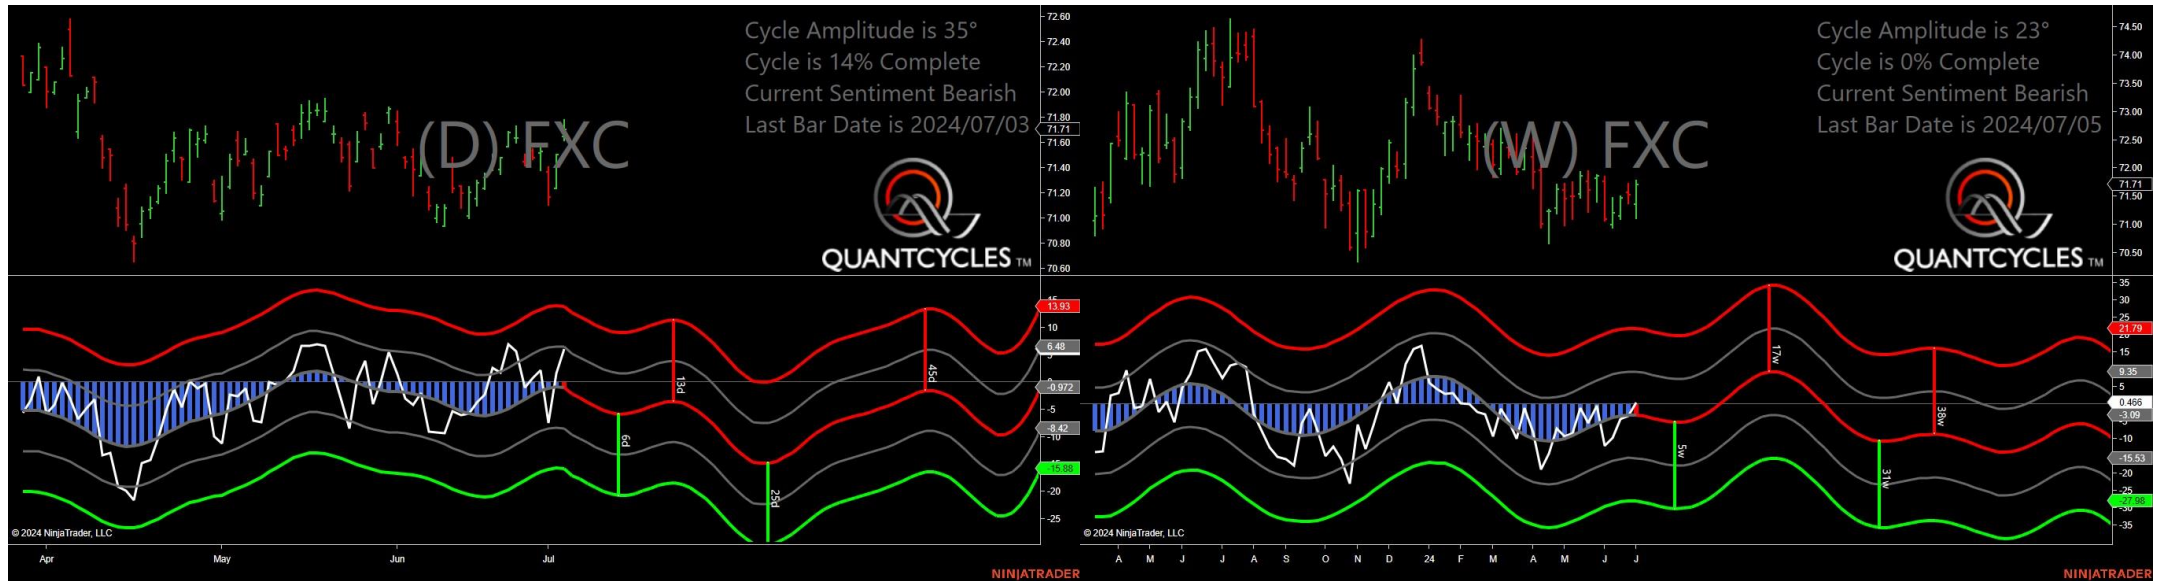 Cycle Amplitude is 35°
Cycle is 14% Complete
Current Sentiment Bearish
Last Bar Date is 2024/07/03
(D) FXC
QUANTCYCLES TM
72.60
72.40
72.20
72.00
71.80
71.71
71.60
71.40
71.20
71.00
70.80
70.60
13.93
10
6.48
-0.972
-5
-8.42
-10
-15.88
-20
-25
6d
13d
25d
45d
© 2024 NinjaTrader, LLC
Apr May Jun Jul
NINJATRADER
Cycle Amplitude is 23°
Cycle is 0% Complete
Current Sentiment Bearish
Last Bar Date is 2024/07/05
(W) FXC
QUANTCYCLES TM
74.50
74.00
73.50
73.00
72.50
72.00
71.71
71.50
71.00
70.50
35
30
25
21.79
15
9.35
5
0.466
-3.09
-10
-15.53
-20
-25
-27.98
-35
5w
17w
31w
38w
© 2024 NinjaTrader, LLC
A M J J A S O N D 24 F M A M J J
NINJATRADER